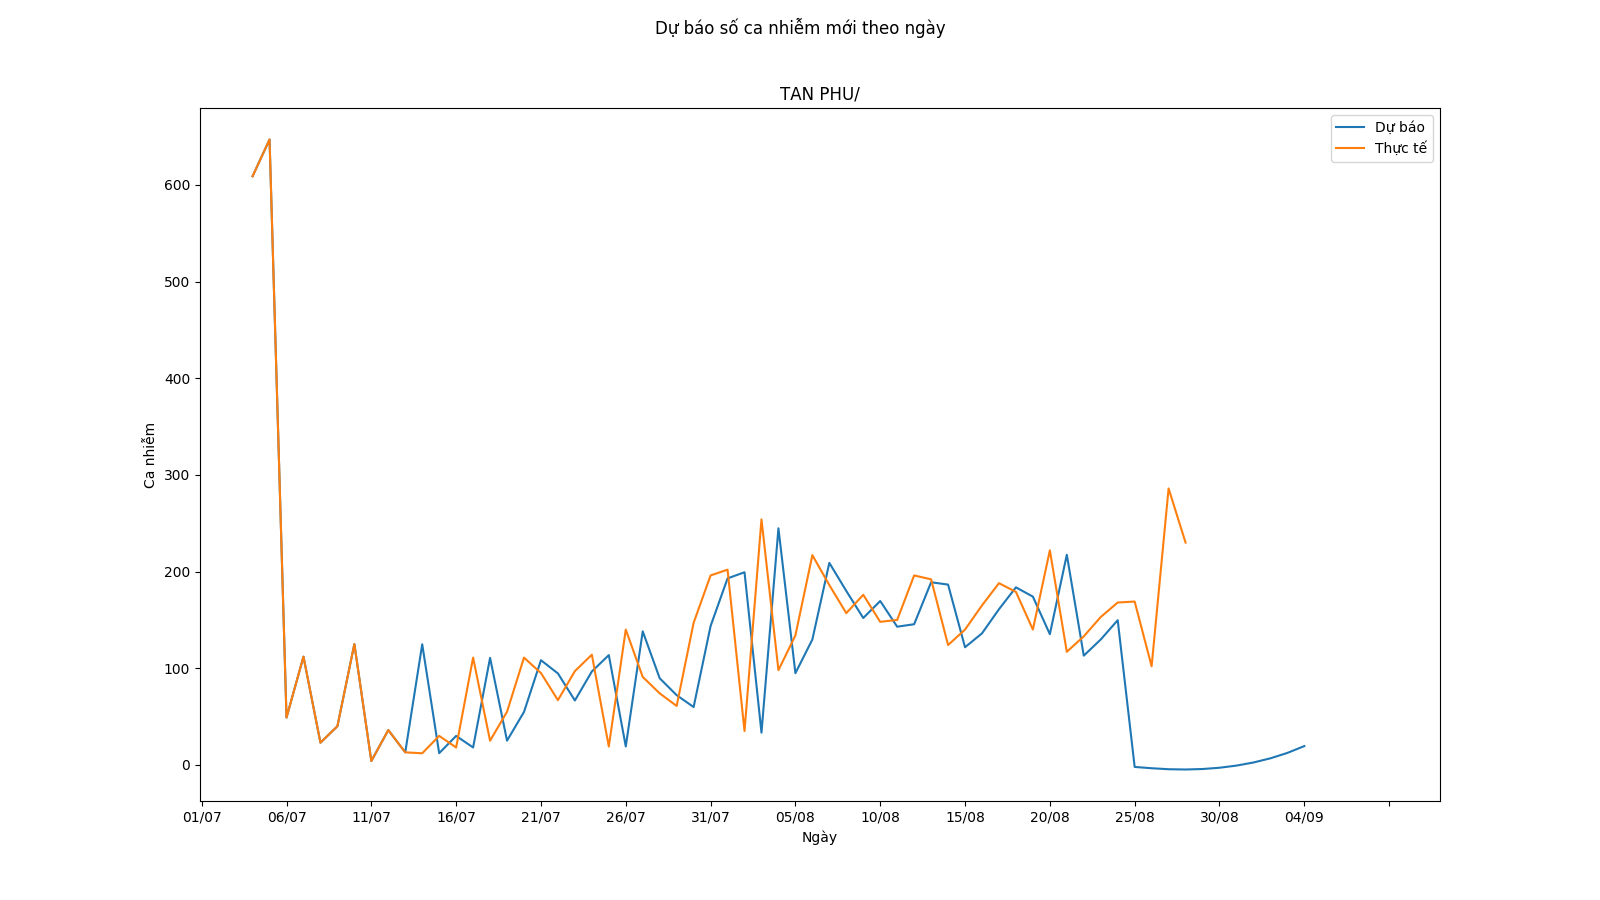 Dự báo số ca nhiễm mới theo ngày
TAN PHU/
Dự báo
Thực tế
600
500
400
300
200
100
0
Ca nhiễm
01/07 06/07 11/07 16/07 21/07 26/07 31/07 05/08 10/08 15/08 20/08 25/08 30/08 04/09
Ngày